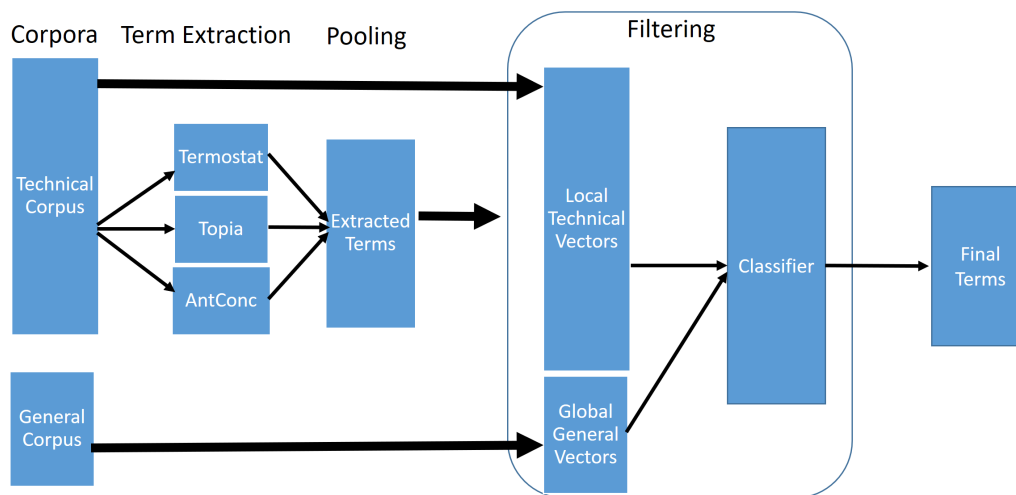 Corpora
Term Extraction
Pooling
Filtering
Technical
Corpus
Termostat
Topia
AntConc
Extracted
Terms
Local
Technical
Vectors
Classifier
Final
Terms
General
Corpus
Global
General
Vectors